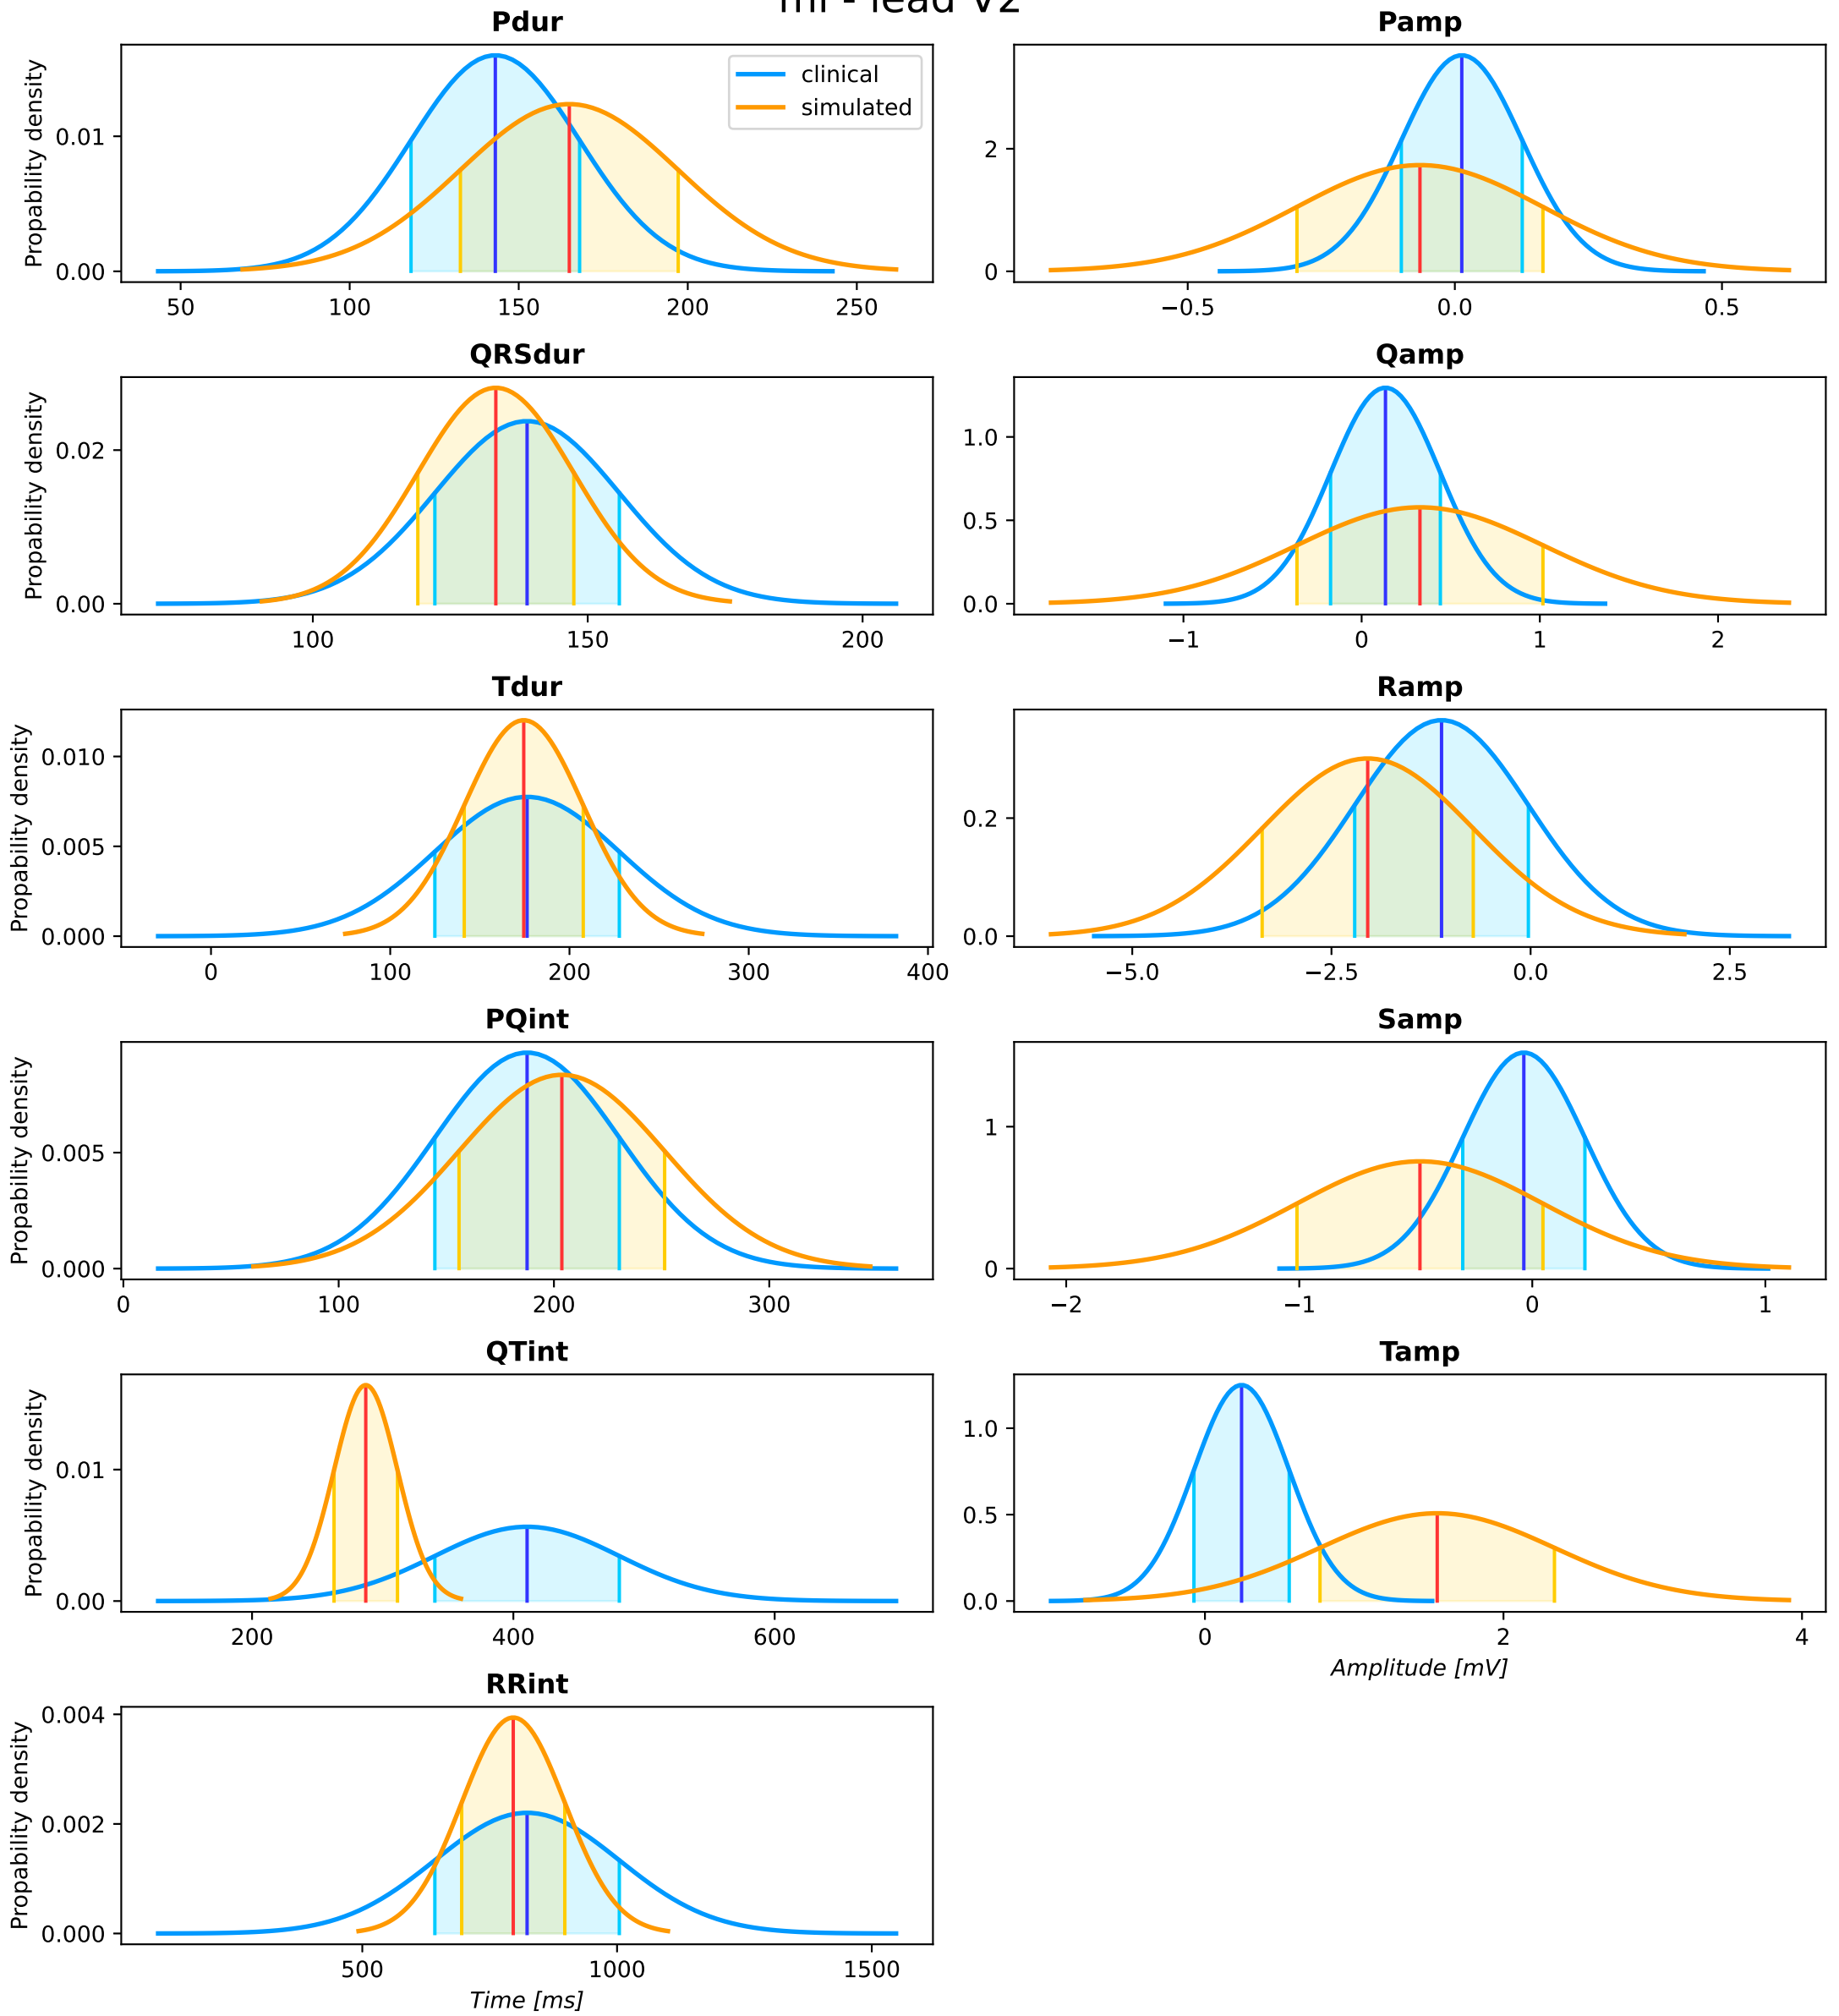 mi - lead v2
Pdur
Pamp
Propability density
0.01
0.00
50 100 150 200 250
clinical
simulated
2
0
−0.5 0.0 0.5
QRSdur
Qamp
Propability density
0.02
0.00
100 150 200
1.0
0.5
0.0
−1 0 1 2
Tdur
Ramp
Propability density
0.010
0.005
0.000
0 100 200 300 400
0.2
0.0
−5.0 −2.5 0.0 2.5
PQint
Samp
Propability density
0.005
0.000
0 100 200 300
1
0
−2 −1 0 1
QTint
Tamp
Propability density
0.01
0.00
200 400 600
1.0
0.5
0.0
0 2 4
Amplitude [mV]
RRint
Propability density
0.004
0.002
0.000
500 1000 1500
Time [ms]